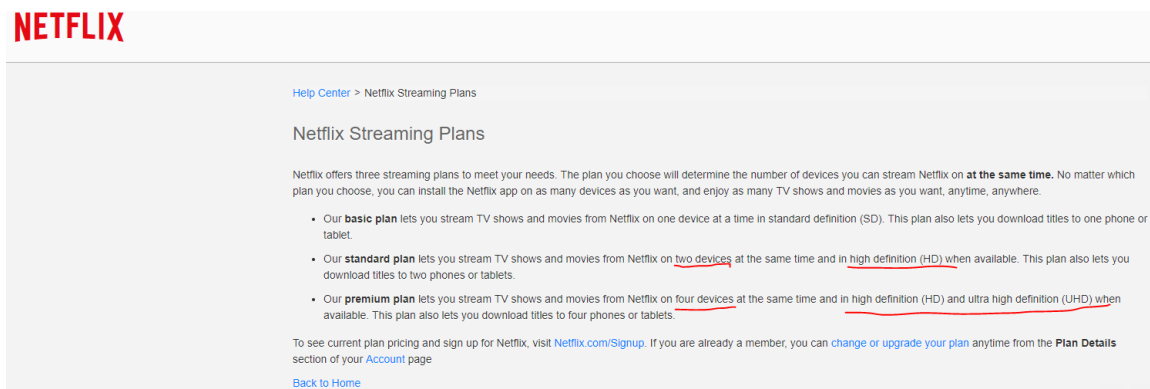 NETFLIX
Help Center > Netflix Streaming Plans
Netflix Streaming Plans
Netflix offers three streaming plans to meet your needs. The plan you choose will determine the number of devices you can stream Netflix on at the same time. No matter which
plan you choose, you can install the Netflix app on as many devices as you want, and enjoy as many TV shows and movies as you want, anytime, anywhere.
• Our basic plan lets you stream TV shows and movies from Netflix on one device at a time in standard definition (SD). This plan also lets you download titles to one phone or
tablet.
• Our standard plan lets you stream TV shows and movies from Netflix on two devices at the same time and in high definition (HD) when available. This plan also lets you
download titles to two phones or tablets.
• Our premium plan lets you stream TV shows and movies from Netflix on four devices at the same time and in high definition (HD) and ultra high definition (UHD) when
available. This plan also lets you download titles to four phones or tablets.
To see current plan pricing and sign up for Netflix, visit Netflix.com/Signup. If you are already a member, you can change or upgrade your plan anytime from the Plan Details
section of your Account page
Back to Home